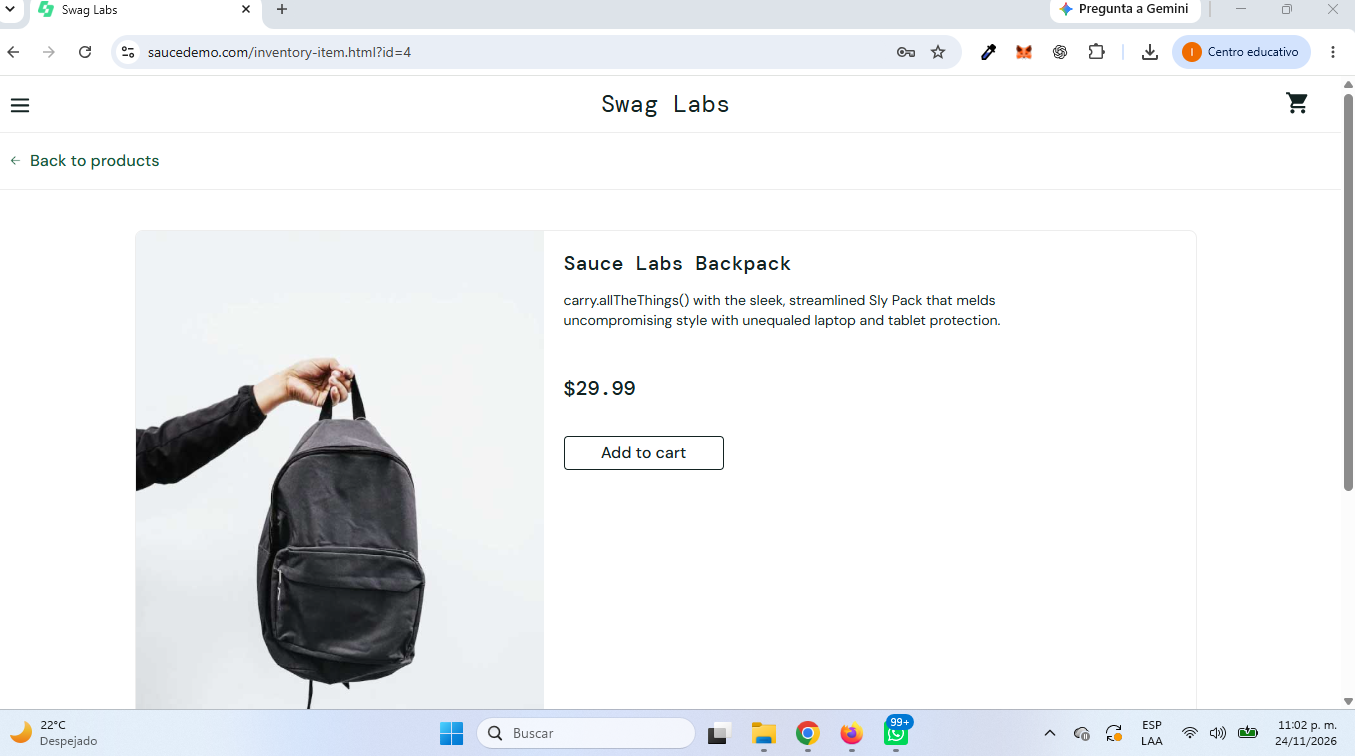 Swag Labs
Pregunta a Gemini
saucedemo.com/inventory-item.html?id=4
I
Centro educativo
Swag Labs
← Back to products
Sauce Labs Backpack
carry.allTheThings() with the sleek, streamlined Sly Pack that melds
uncompromising style with unequaled laptop and tablet protection.
$29.99
Add to cart
22°C
Despejado
Buscar
99+
ESP
LAA
11:02 p. m.
24/11/2026